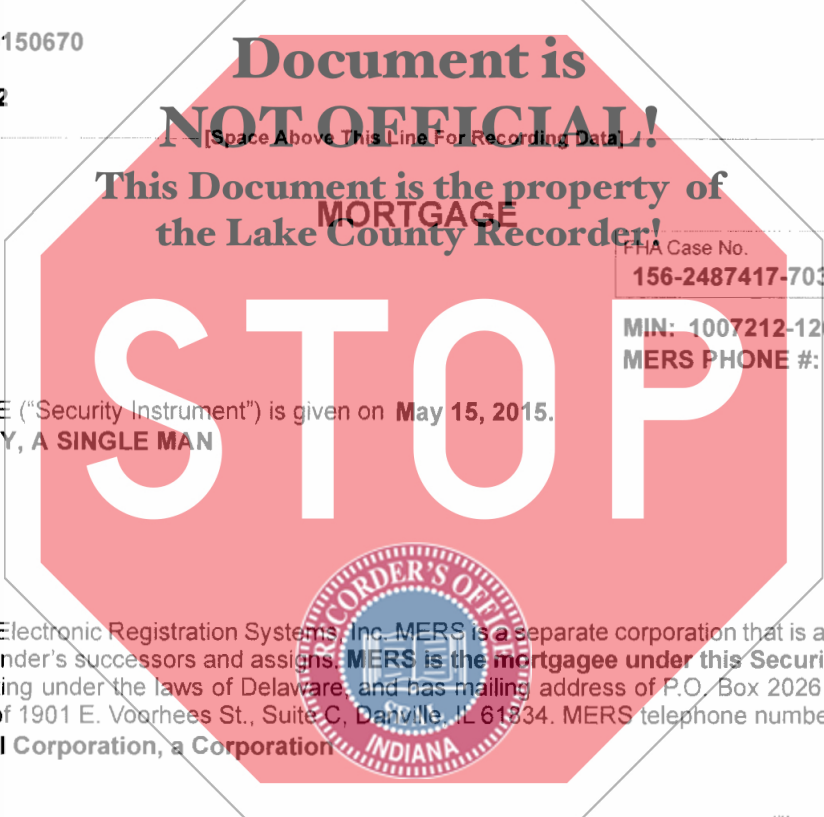 150670
Document is
2
NOT OFFICIAL!
[Space Above This Line For Recording Data]
This Document is the property of
MORTGAGE
the Lake County Recorder!
FHA Case No.
156-2487417-703
MIN: 1007212-120
MERS PHONE #:
STOP
E (“Security Instrument”) is given on May 15, 2015.
Y, A SINGLE MAN
RECORDER'S OFFICE
Electronic Registration Systems, Inc. MERS is a separate corporation that is a
nder's successors and assigns. MERS is the mortgagee under this Securi
ing under the laws of Delaware, and has mailing address of P.O. Box 2026
f 1901 E. Voorhees St., Suite C, Danville, IL 61834. MERS telephone numbe
l Corporation, a Corporation
INDIANA